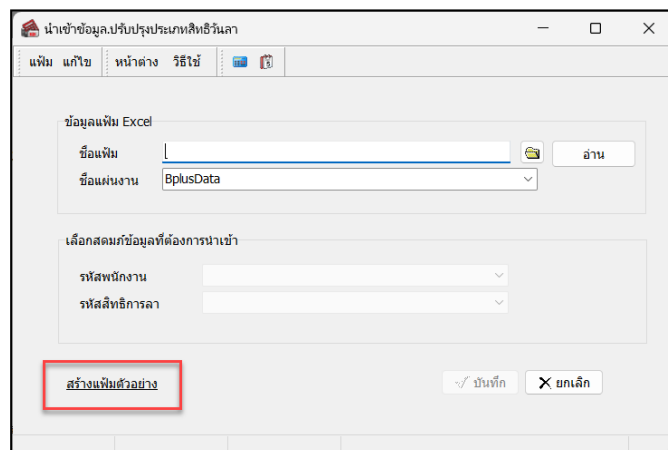 นำเข้าข้อมูล.ปรับปรุงประเภทสิทธิวันลา
แฟ้ม แก้ไข หน้าต่าง วิธีใช้
ข้อมูลแฟ้ม Excel
ชื่อแฟ้ม
อ่าน
ชื่อแผ่นงาน BplusData
เลือกสดมภ์ข้อมูลที่ต้องการนำเข้า
รหัสพนักงาน
รหัสสิทธิการลา
สร้างแฟ้มตัวอย่าง บันทึก ยกเลิก